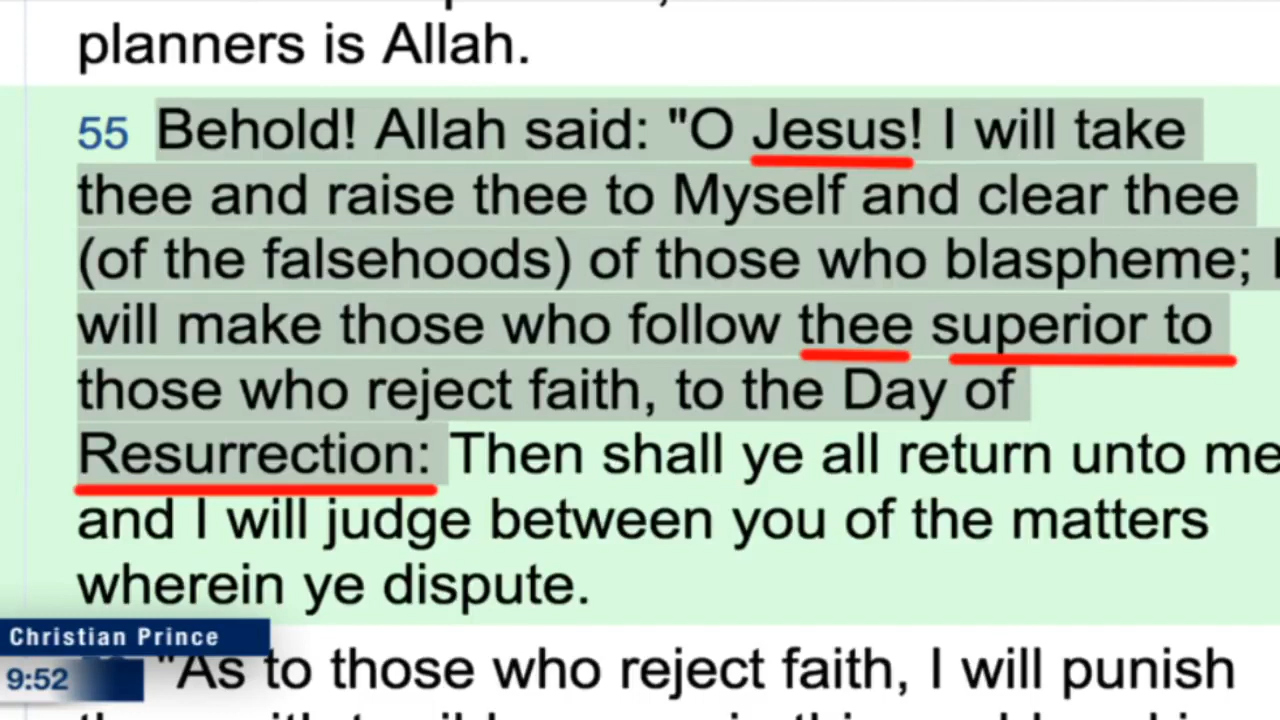 planners is Allah.
55 Behold! Allah said: "O Jesus! I will take
thee and raise thee to Myself and clear thee
(of the falsehoods) of those who blaspheme; I
will make those who follow thee superior to
those who reject faith, to the Day of
Resurrection: Then shall ye all return unto me
and I will judge between you of the matters
wherein ye dispute.
Christian Prince
9:52
"As to those who reject faith, I will punish